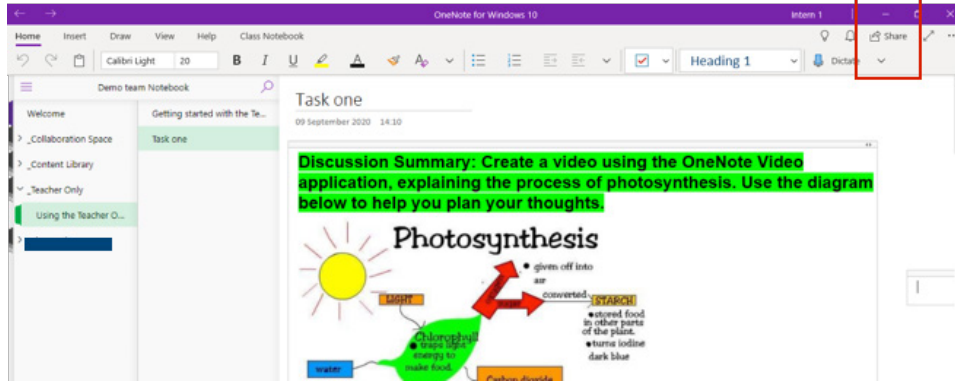 OneNote for Windows 10
Intern 1
Home Insert Draw View Help Class Notebook
Share
Calibri Light 20 B I U A Heading 1 Dictate
Demo team Notebook
Welcome
_Collaboration Space
_Content Library
_Teacher Only
Using the Teacher O...
Getting started with the Te...
Task one
Task one
09 September 2020 14:10
Discussion Summary: Create a video using the OneNote Video
application, explaining the process of photosynthesis. Use the diagram
below to help you plan your thoughts.
Photosynthesis
given off into
air
converted
LIGHT
STARCH
stored food
in other parts
of the plant.
turns iodine
dark blue
Chlorophyll
traps light
energy to
make food.
water
Carbon dioxide